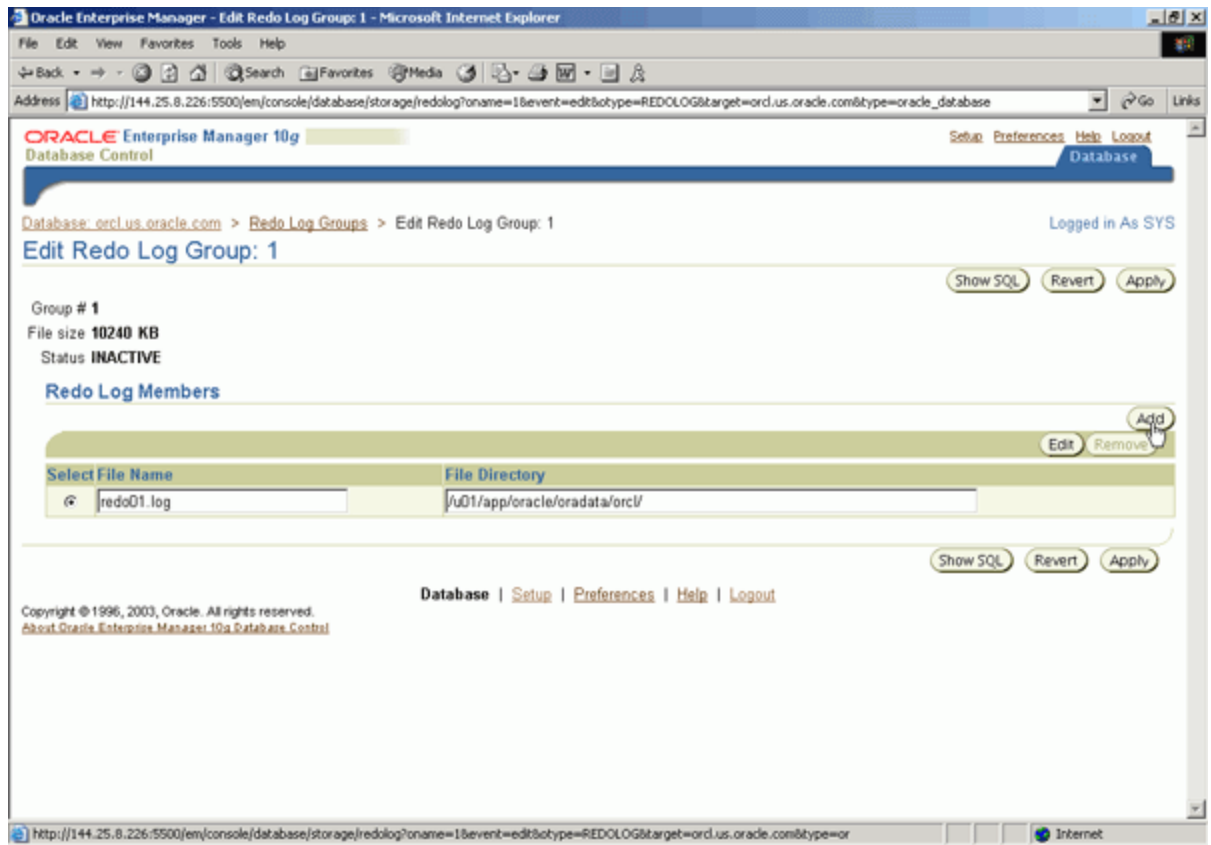 Oracle Enterprise Manager - Edit Redo Log Group: 1 - Microsoft Internet Explorer
File Edit View Favorites Tools Help
Back Search Favorites Media
Address http://144.25.8.226:5500/em/console/database/storage/redolog?oname=1&event=edit&otype=REDOLOG&target=orcl.us.oracle.com&type=oracle_database Go Links
ORACLE Enterprise Manager 10g
Database Control
Setup Preferences Help Logout
Database
Database: orcl.us.oracle.com > Redo Log Groups > Edit Redo Log Group: 1 Logged in As SYS
Edit Redo Log Group: 1
Show SQL Revert Apply
Group # 1
File size 10240 KB
Status INACTIVE
Redo Log Members
Add
Edit Remove
Select File Name File Directory
redo01.log /u01/app/oracle/oradata/orcl/
Show SQL Revert Apply
Database | Setup | Preferences | Help | Logout
Copyright © 1996, 2003, Oracle. All rights reserved.
About Oracle Enterprise Manager 10g Database Control
http://144.25.8.226:5500/em/console/database/storage/redolog?oname=1&event=edit&otype=REDOLOG&target=orcl.us.oracle.com&type=or Internet